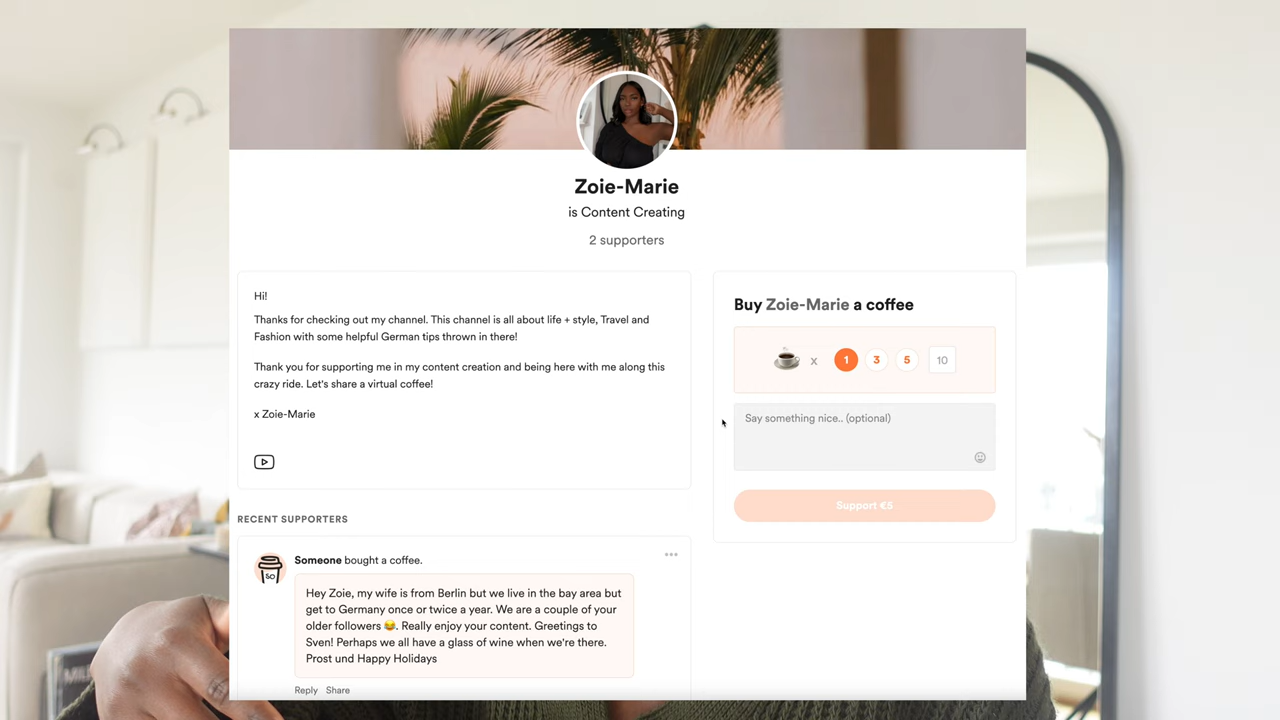 Zoie-Marie
is Content Creating
2 supporters
Hi!
Thanks for checking out my channel. This channel is all about life + style, Travel and
Fashion with some helpful German tips thrown in there!
Thank you for supporting me in my content creation and being here with me along this
crazy ride. Let's share a virtual coffee!
x Zoie-Marie
Buy Zoie-Marie a coffee
x 1 3 5 10
Say something nice.. (optional)
Support €5
RECENT SUPPORTERS
Someone bought a coffee.
Hey Zoie, my wife is from Berlin but we live in the bay area but
get to Germany once or twice a year. We are a couple of your
older followers 😂. Really enjoy your content. Greetings to
Sven! Perhaps we all have a glass of wine when we're there.
Prost und Happy Holidays
Reply Share